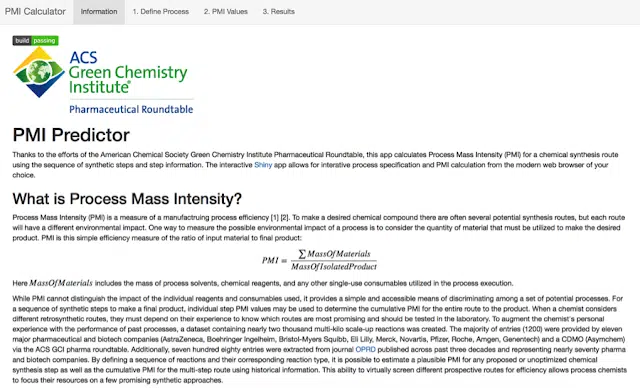 PMI Calculator Information 1. Define Process 2. PMI Values 3. Results
build passing
ACS
Green Chemistry
Institute®
Pharmaceutical Roundtable
PMI Predictor
Thanks to the efforts of the American Chemical Society Green Chemistry Institute Pharmaceutical Roundtable, this app calculates Process Mass Intensity (PMI) for a chemical synthesis route
using the sequence of synthetic steps and step information. The interactive Shiny app allows for interative process specification and PMI calculation from the modern web browser of your
choice.
What is Process Mass Intensity?
Process Mass Intensity (PMI) is a measure of a manufactruing process efficiency [1] [2]. To make a desired chemical compound there are often several potential synthesis routes, but each route
will have a different environmental impact. One way to measure the possible environmental impact of a process is to consider the quantity of material that must be utilized to make the desired
product. PMI is this simple efficiency measure of the ratio of input material to final product:
PMI = ∑ MassOfMaterials
MassOfIsolatedProduct
Here MassOfMaterials includes the mass of process solvents, chemical reagents, and any other single-use consumables utilized in the process execution.
While PMI cannot distinguish the impact of the individual reagents and consumables used, it provides a simple and accessible means of discriminating among a set of potential processes. For
a sequence of synthetic steps to make a final product, individual step PMI values may be used to determine the cumulative PMI for the entire route to the product. When a chemist considers
different retrosynthetic routes, they must depend on their experience to know which routes are most promising and should be tested in the laboratory. To augment the chemist's personal
experience with the performance of past processes, a dataset containing nearly two thousand multi-kilo scale-up reactions was created. The majority of entries (1200) were provided by eleven
major pharmaceutical and biotech companies (AstraZeneca, Boehringer Ingelheim, Bristol-Myers Squibb, Eli Lilly, Merck, Novartis, Pfizer, Roche, Amgen, Genentech) and a CDMO (Asymchem)
via the ACS GCI pharma roundtable. Additionally, seven hundred eighty entries were extracted from journal OPRD published across past three decades and representing nearly seventy pharma
and biotech companies. By defining a sequence of reactions and their corresponding reaction type, it is possible to estimate a plausible PMI for any proposed or unoptimized chemical
synthesis step as well as the cumulative PMI for the multi-step route using historical information. This ability to virtually screen different prospective routes for efficiency allows process chemists
to focus their resources on a few promising synthetic approaches.